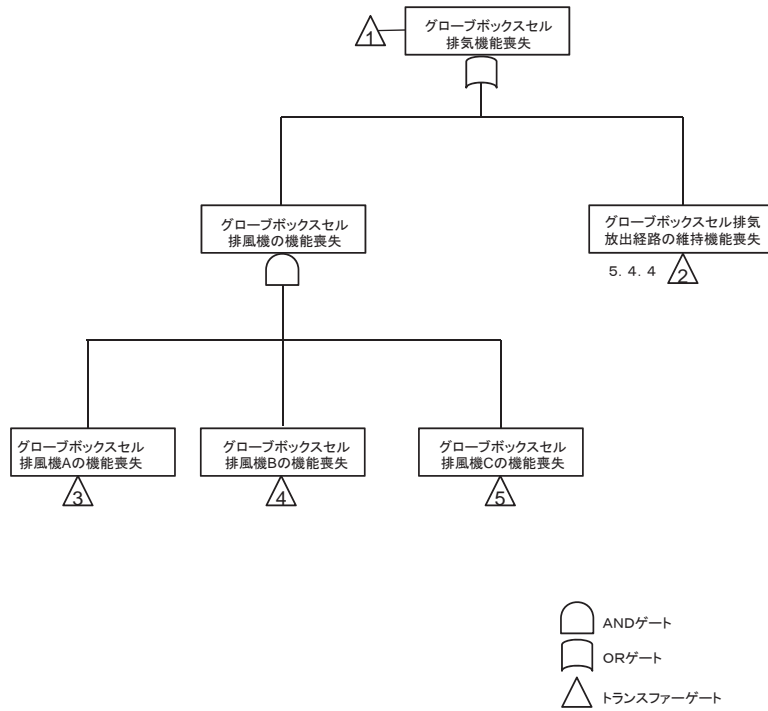 1
グローブボックスセル
排気機能喪失
グローブボックスセル
排風機の機能喪失
グローブボックスセル排気
放出経路の維持機能喪失
5.4.4
2
グローブボックスセル
排風機Aの機能喪失
3
グローブボックスセル
排風機Bの機能喪失
4
グローブボックスセル
排風機Cの機能喪失
5
ANDゲート
ORゲート
トランスファーゲート